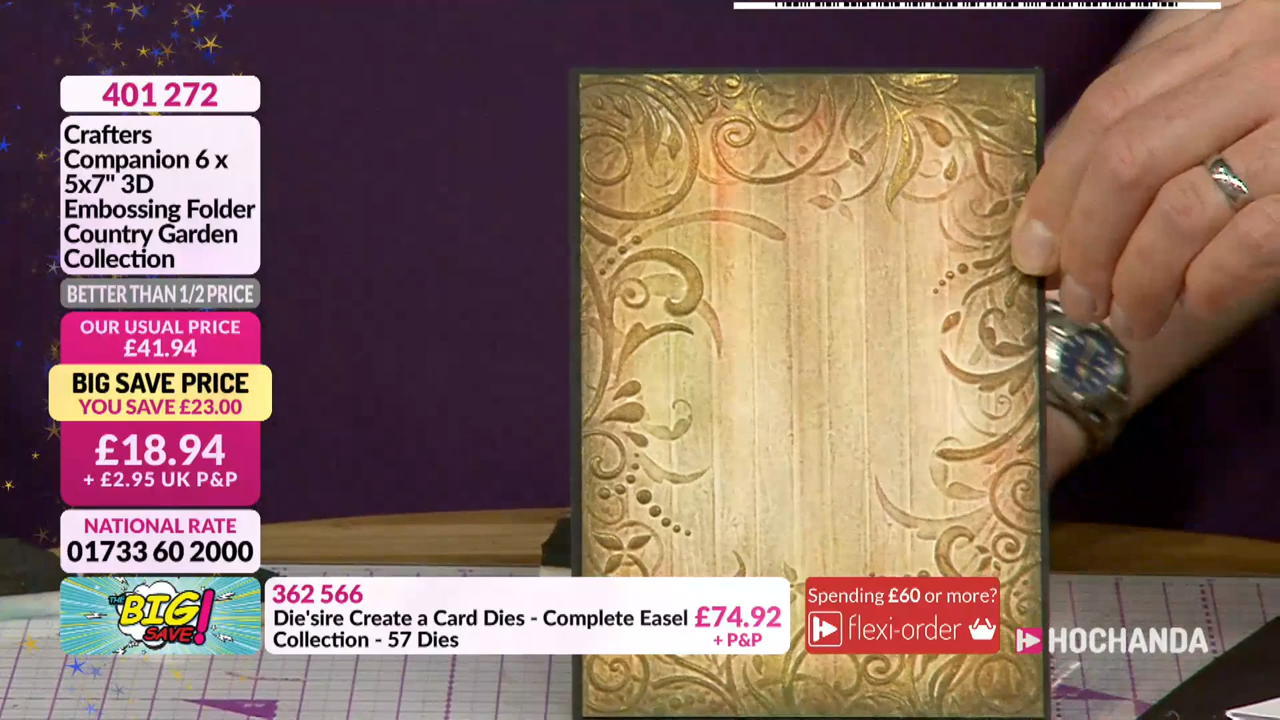 401 272
Crafters
Companion 6 x
5x7" 3D
Embossing Folder
Country Garden
Collection
BETTER THAN 1/2 PRICE
OUR USUAL PRICE
£41.94
BIG SAVE PRICE
YOU SAVE £23.00
£18.94
+ £2.95 UK P&P
NATIONAL RATE
01733 60 2000
THE BIG SAVE!
362 566
Die'sire Create a Card Dies - Complete Easel
Collection - 57 Dies
£74.92
+ P&P
Spending £60 or more?
flexi-order
HOCHANDA